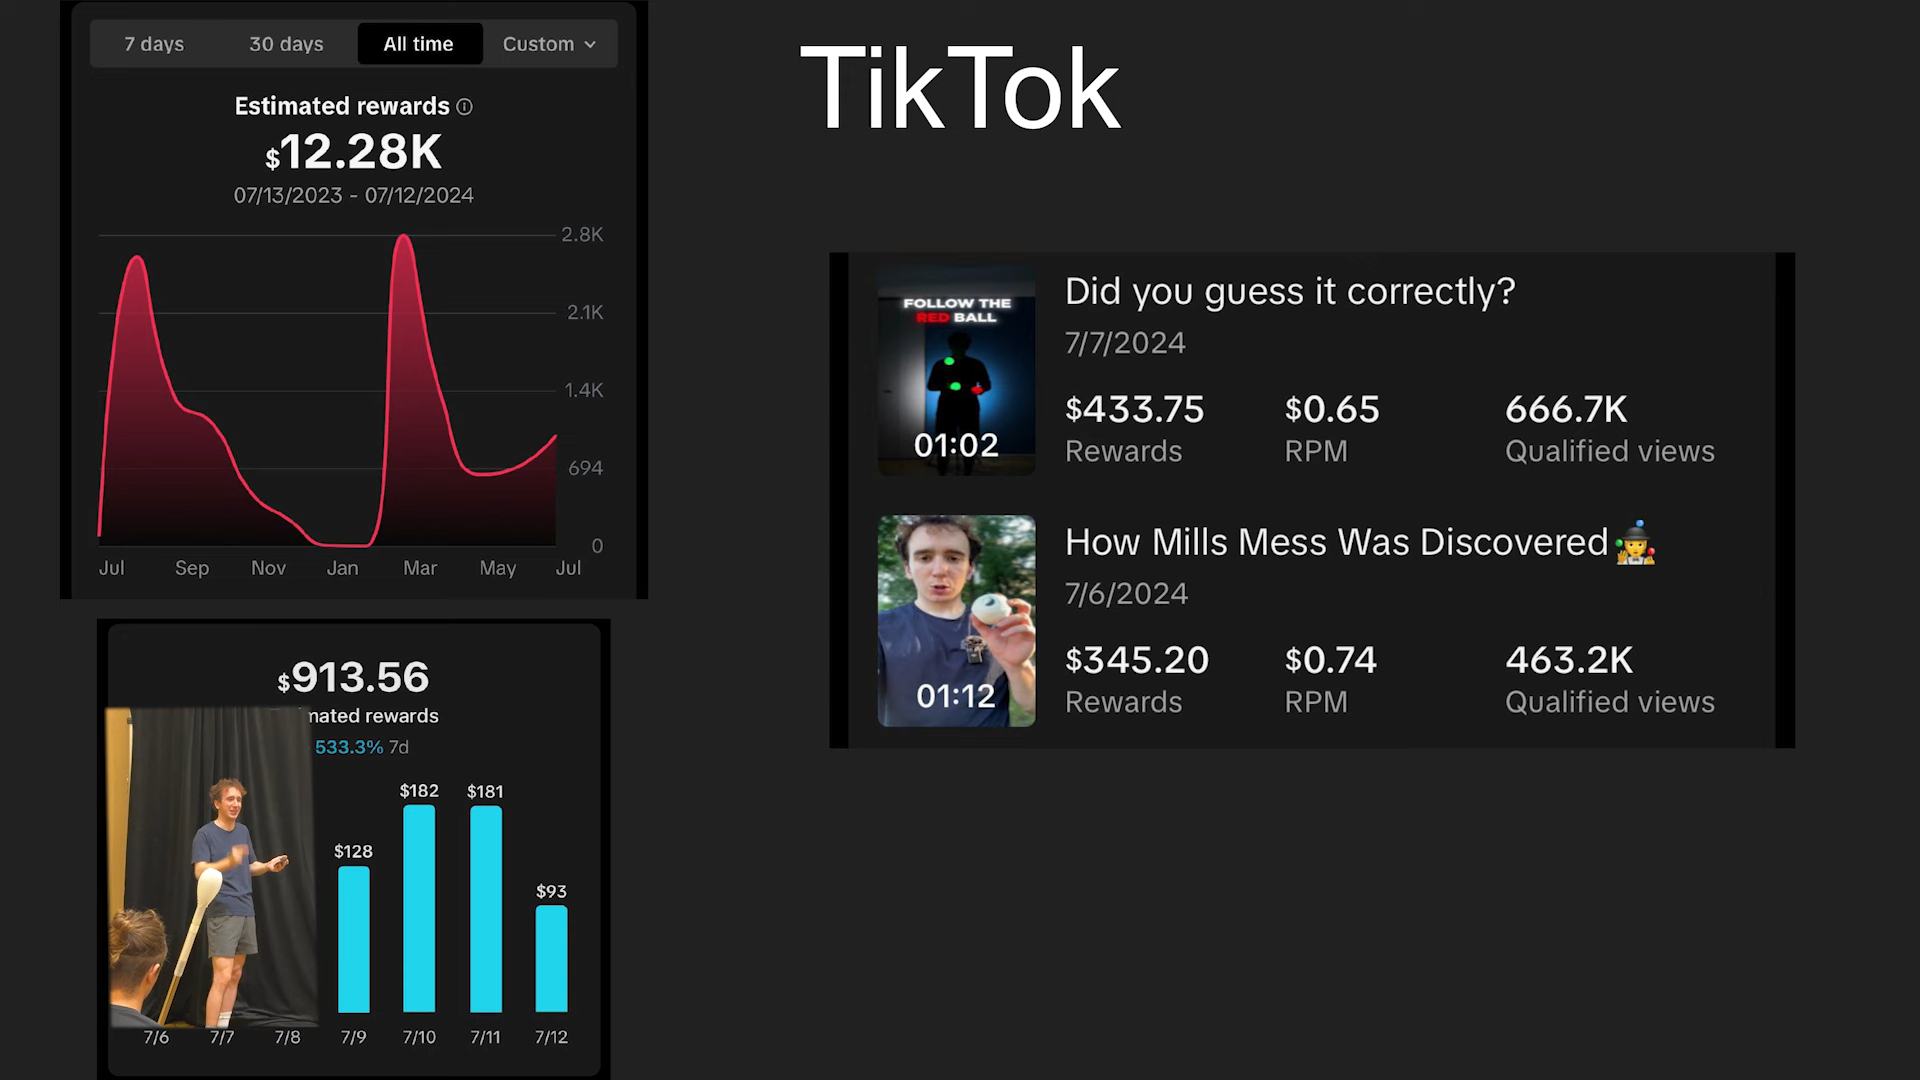 7 days 30 days All time Custom
Estimated rewards
$12.28K
07/13/2023 - 07/12/2024
2.8K
2.1K
1.4K
694
0
Jul Sep Nov Jan Mar May Jul
$913.56
mated rewards
533.3% 7d
$182 $181
$128
$93
7/6 7/7 7/8 7/9 7/10 7/11 7/12
TikTok
FOLLOW THE
RED BALL
01:02
Did you guess it correctly?
7/7/2024
$433.75 $0.65 666.7K
Rewards RPM Qualified views
01:12
How Mills Mess Was Discovered
7/6/2024
$345.20 $0.74 463.2K
Rewards RPM Qualified views